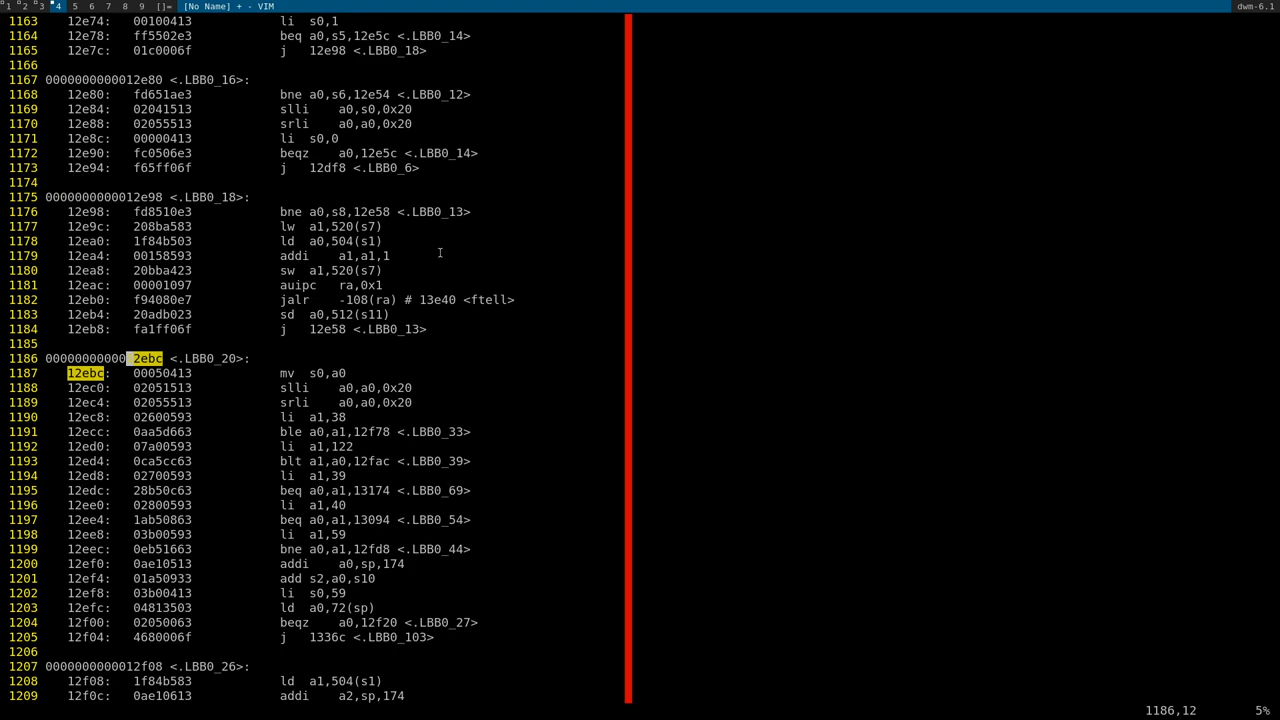 1 2 3 4 5 6 7 8 9 []= [No Name] + - VIM dwm-6.1
1163 12e74: 00100413 li s0,1
1164 12e78: ff5502e3 beq a0,s5,12e5c <.LBB0_14>
1165 12e7c: 01c0006f j 12e98 <.LBB0_18>
1166
1167 0000000000012e80 <.LBB0_16>:
1168 12e80: fd651ae3 bne a0,s6,12e54 <.LBB0_12>
1169 12e84: 02041513 slli a0,s0,0x20
1170 12e88: 02055513 srli a0,a0,0x20
1171 12e8c: 00000413 li s0,0
1172 12e90: fc0506e3 beqz a0,12e5c <.LBB0_14>
1173 12e94: f65ff06f j 12df8 <.LBB0_6>
1174
1175 0000000000012e98 <.LBB0_18>:
1176 12e98: fd8510e3 bne a0,s8,12e58 <.LBB0_13>
1177 12e9c: 208ba583 lw a1,520(s7)
1178 12ea0: 1f84b503 ld a0,504(s1)
1179 12ea4: 00158593 addi a1,a1,1
1180 12ea8: 20bba423 sw a1,520(s7)
1181 12eac: 00001097 auipc ra,0x1
1182 12eb0: f94080e7 jalr -108(ra) # 13e40 <ftell>
1183 12eb4: 20adb023 sd a0,512(s11)
1184 12eb8: fa1ff06f j 12e58 <.LBB0_13>
1185
1186 0000000000012ebc <.LBB0_20>:
1187 12ebc: 00050413 mv s0,a0
1188 12ec0: 02051513 slli a0,a0,0x20
1189 12ec4: 02055513 srli a0,a0,0x20
1190 12ec8: 02600593 li a1,38
1191 12ecc: 0aa5d663 ble a0,a1,12f78 <.LBB0_33>
1192 12ed0: 07a00593 li a1,122
1193 12ed4: 0ca5cc63 blt a1,a0,12fac <.LBB0_39>
1194 12ed8: 02700593 li a1,39
1195 12edc: 28b50c63 beq a0,a1,13174 <.LBB0_69>
1196 12ee0: 02800593 li a1,40
1197 12ee4: 1ab50863 beq a0,a1,13094 <.LBB0_54>
1198 12ee8: 03b00593 li a1,59
1199 12eec: 0eb51663 bne a0,a1,12fd8 <.LBB0_44>
1200 12ef0: 0ae10513 addi a0,sp,174
1201 12ef4: 01a50933 add s2,a0,s10
1202 12ef8: 03b00413 li s0,59
1203 12efc: 04813503 ld a0,72(sp)
1204 12f00: 02050063 beqz a0,12f20 <.LBB0_27>
1205 12f04: 4680006f j 1336c <.LBB0_103>
1206
1207 0000000000012f08 <.LBB0_26>:
1208 12f08: 1f84b583 ld a1,504(s1)
1209 12f0c: 0ae10613 addi a2,sp,174
1186,12 5%